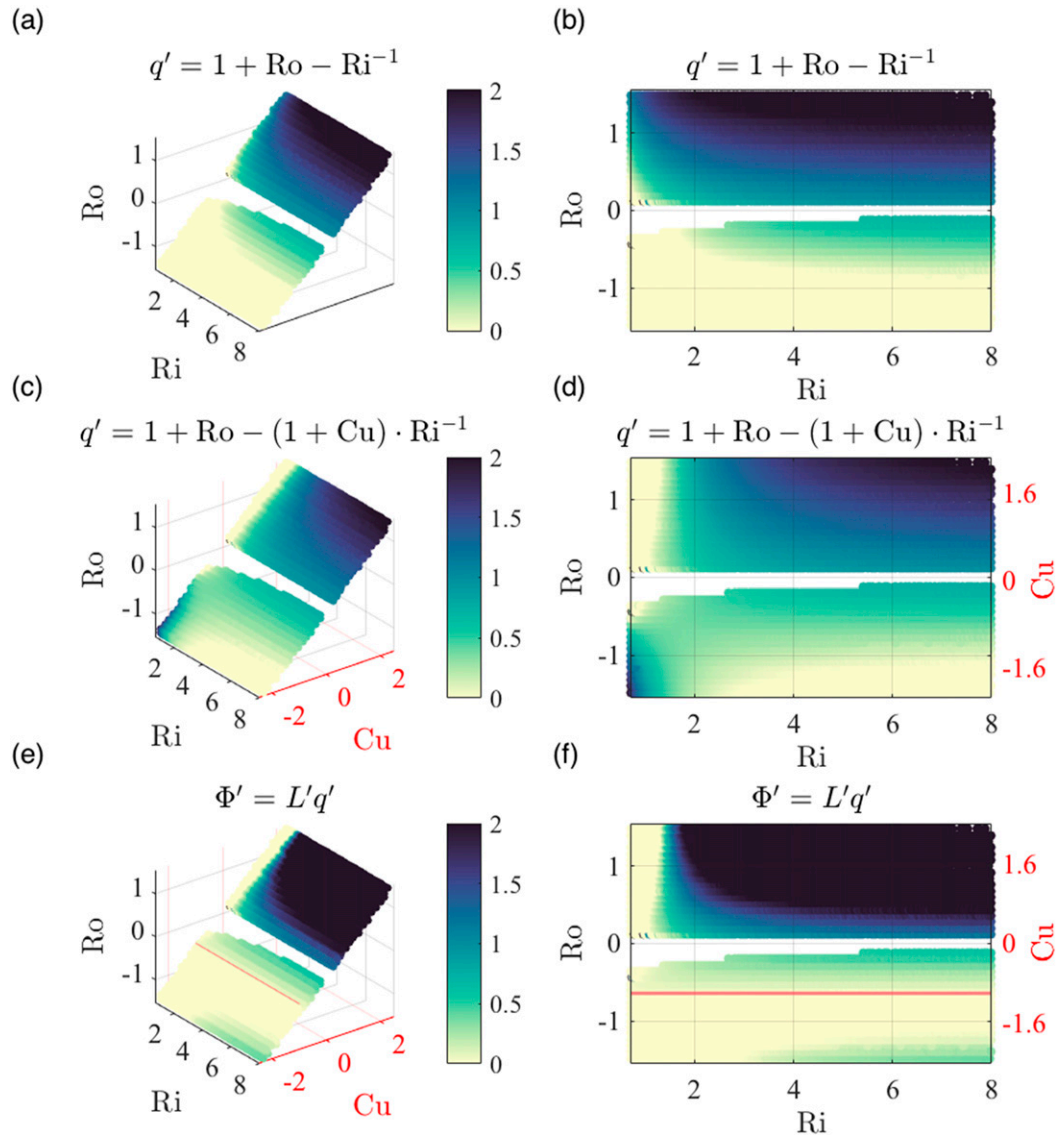 (a)
q′ = 1 + Ro − Ri⁻¹
Ro
1
0
-1
2
4
6
8
Ri
2
1.5
1
0.5
0
(b)
q′ = 1 + Ro − Ri⁻¹
Ro
1
0
-1
2
4
6
8
Ri
(c)
q′ = 1 + Ro − (1 + Cu) · Ri⁻¹
Ro
1
0
-1
2
4
6
8
Ri
-2
0
2
Cu
2
1.5
1
0.5
0
(d)
q′ = 1 + Ro − (1 + Cu) · Ri⁻¹
Ro
1
0
-1
2
4
6
8
Ri
1.6
0
-1.6
Cu
(e)
Φ′ = L′q′
Ro
1
0
-1
2
4
6
8
Ri
-2
0
2
Cu
2
1.5
1
0.5
0
(f)
Φ′ = L′q′
Ro
1
0
-1
2
4
6
8
Ri
1.6
0
-1.6
Cu